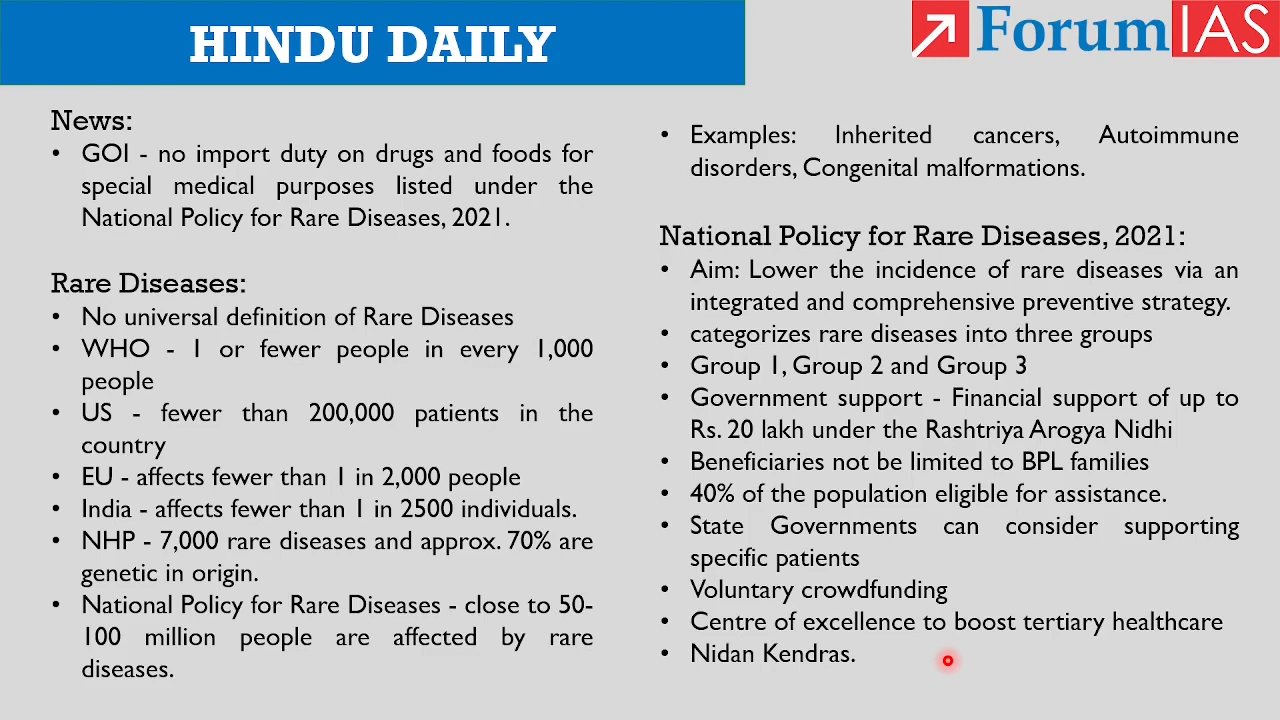 HINDU DAILY
Forum IAS
News:
• GOI - no import duty on drugs and foods for
special medical purposes listed under the
National Policy for Rare Diseases, 2021.
Rare Diseases:
• No universal definition of Rare Diseases
• WHO - 1 or fewer people in every 1,000
people
• US - fewer than 200,000 patients in the
country
• EU - affects fewer than 1 in 2,000 people
• India - affects fewer than 1 in 2500 individuals.
• NHP - 7,000 rare diseases and approx. 70% are
genetic in origin.
• National Policy for Rare Diseases - close to 50-
100 million people are affected by rare
diseases.
• Examples: Inherited cancers, Autoimmune
disorders, Congenital malformations.
National Policy for Rare Diseases, 2021:
• Aim: Lower the incidence of rare diseases via an
integrated and comprehensive preventive strategy.
• categorizes rare diseases into three groups
• Group 1, Group 2 and Group 3
• Government support - Financial support of up to
Rs. 20 lakh under the Rashtriya Arogya Nidhi
• Beneficiaries not be limited to BPL families
• 40% of the population eligible for assistance.
• State Governments can consider supporting
specific patients
• Voluntary crowdfunding
• Centre of excellence to boost tertiary healthcare
• Nidan Kendras.